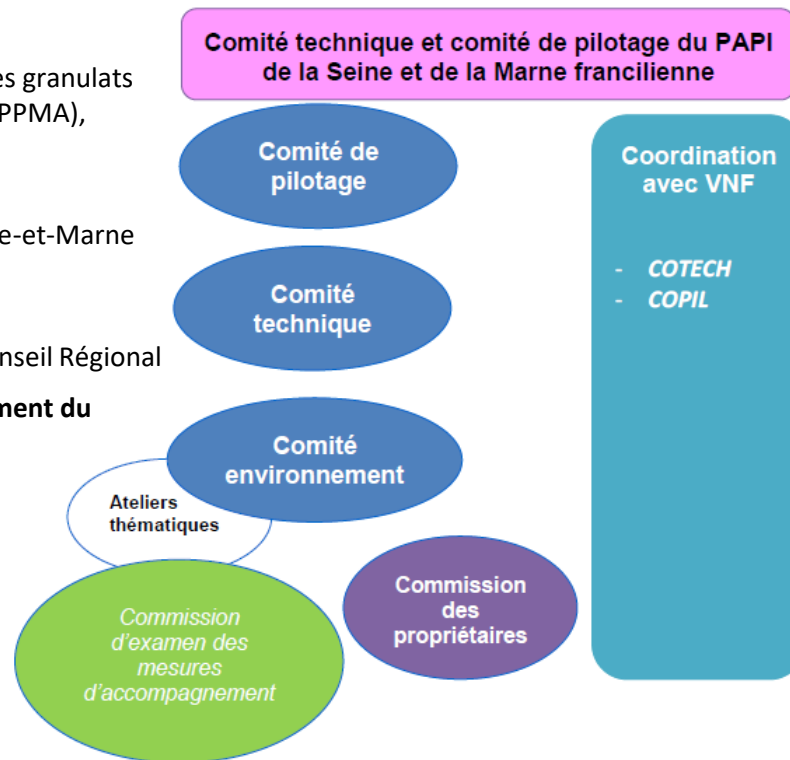 Comité technique et comité de pilotage du PAPI
de la Seine et de la Marne francilienne
es granulats
PPMA),
e-et-Marne
nseil Régional
ment du
Comité de
pilotage
Comité
technique
Comité
environnement
Ateliers
thématiques
Commission
d'examen des
mesures
d'accompagnement
Commission
des
propriétaires
Coordination
avec VNF
- COTECH
- COPIL